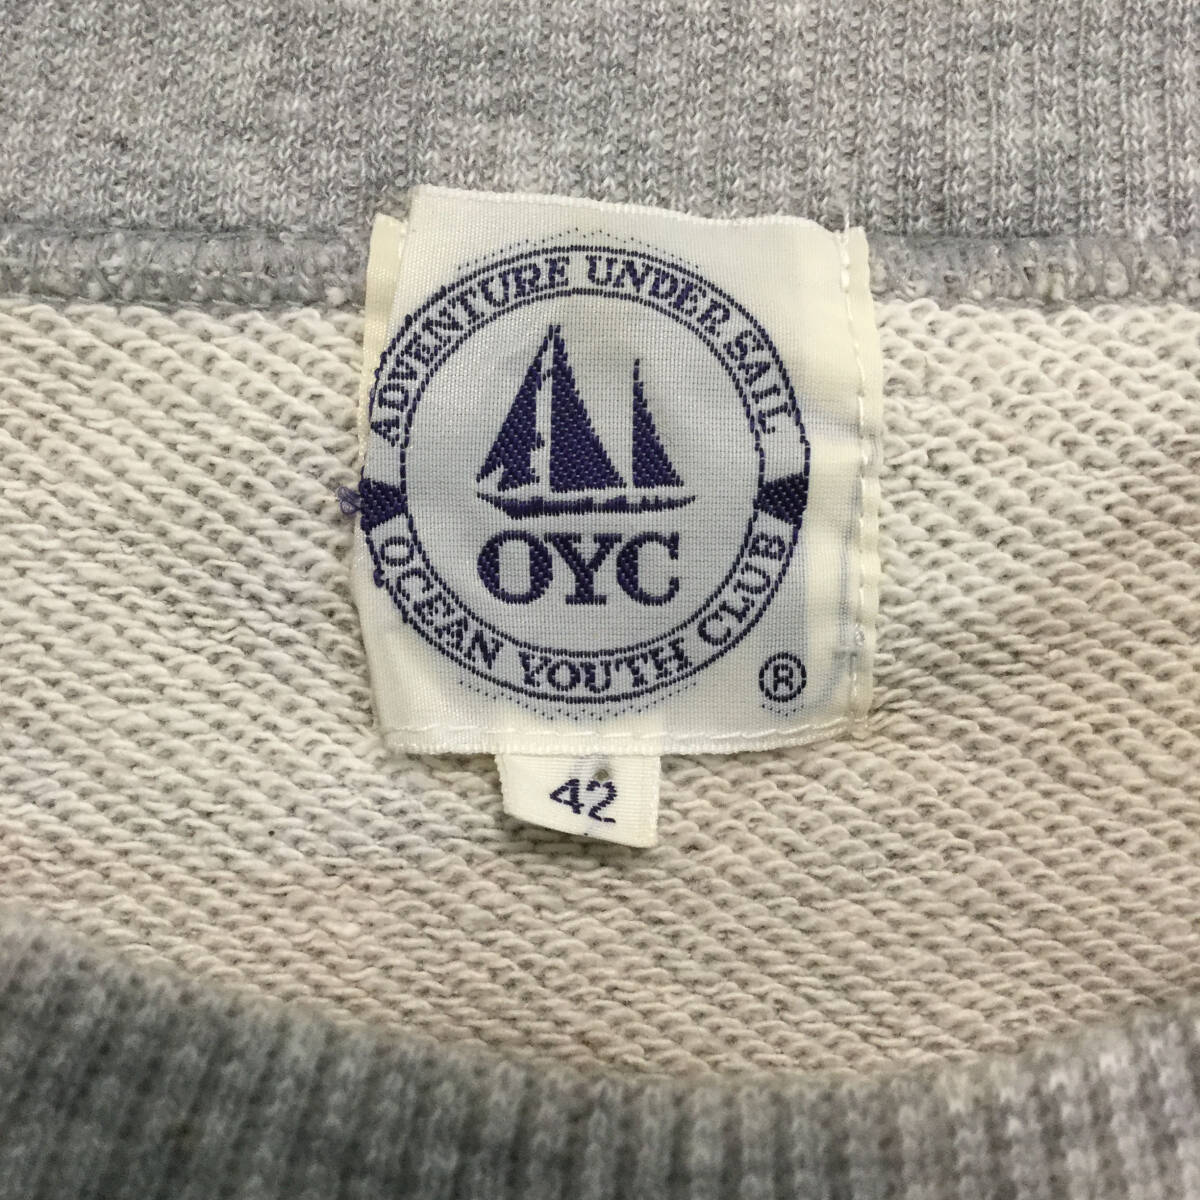 ADVENTURE UNDER SAIL
OYC
OCEAN YOUTH CLUB
®
42